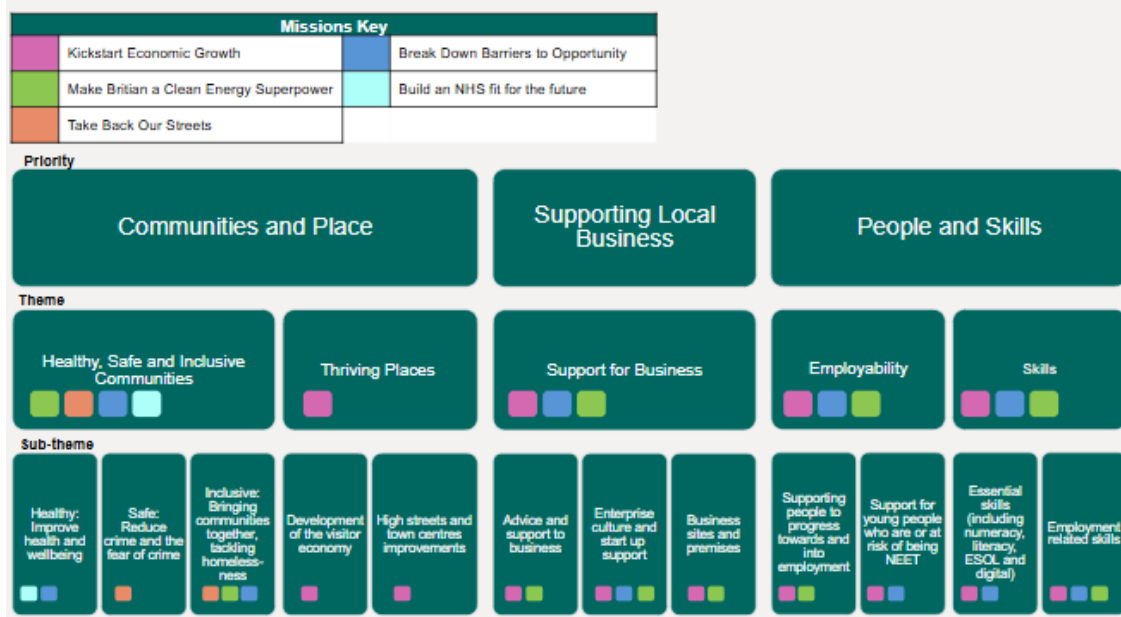 Missions Key
Kickstart Economic Growth
Break Down Barriers to Opportunity
Make Britian a Clean Energy Superpower
Build an NHS fit for the future
Take Back Our Streets
Priority
Communities and Place
Supporting Local
Business
People and Skills
Theme
Healthy, Safe and Inclusive
Communities
Thriving Places
Support for Business
Employability
Skills
Sub-theme
Healthy:
Improve
health and
wellbeing
Safe:
Reduce
crime and the
fear of crime
Inclusive:
Bringing
communities
together,
tackling
homeless-
ness
Development
of the visitor
economy
High streets and
town centres
improvements
Advice and
support to
business
Enterprise
culture and
start up
support
Business
sites and
premises
Supporting
people to
progress
towards and
into
employment
Support for
young people
who are or at
risk of being
NEET
Essential
skills
(including
numeracy,
literacy,
ESOL and
digital)
Employment
related skills